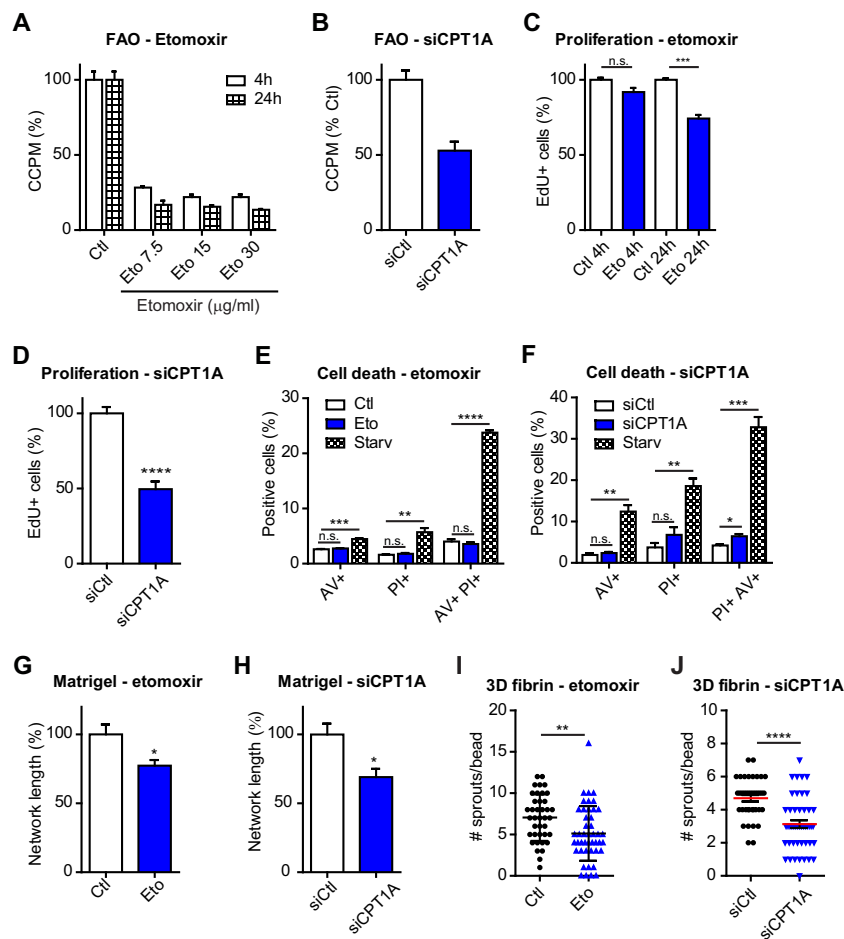 A
FAO - Etomoxir
CCPM (%)
100
50
0
4h
24h
Ctl
Eto 7.5
Eto 15
Eto 30
Etomoxir (μg/ml)
B
FAO - siCPT1A
CCPM (% Ctl)
100
50
0
siCtl
siCPT1A
C
Proliferation - etomoxir
EdU+ cells (%)
100
50
0
n.s.
***
Ctl 4h
Eto 4h
Ctl 24h
Eto 24h
D
Proliferation - siCPT1A
EdU+ cells (%)
100
50
0
****
siCtl
siCPT1A
E
Cell death - etomoxir
Positive cells (%)
30
20
10
0
Ctl
Eto
Starv
n.s.
***
n.s.
**
n.s.
****
AV+
PI+
AV+ PI+
F
Cell death - siCPT1A
Positive cells (%)
40
30
20
10
0
siCtl
siCPT1A
Starv
n.s.
**
n.s.
**
*
***
AV+
PI+
PI+ AV+
G
Matrigel - etomoxir
Network length (%)
100
50
0
*
Ctl
Eto
H
Matrigel - siCPT1A
Network length (%)
100
50
0
*
siCtl
siCPT1A
I
3D fibrin - etomoxir
# sprouts/bead
20
15
10
5
0
**
Ctl
Eto
J
3D fibrin - siCPT1A
# sprouts/bead
10
8
6
4
2
0
****
siCtl
siCPT1A